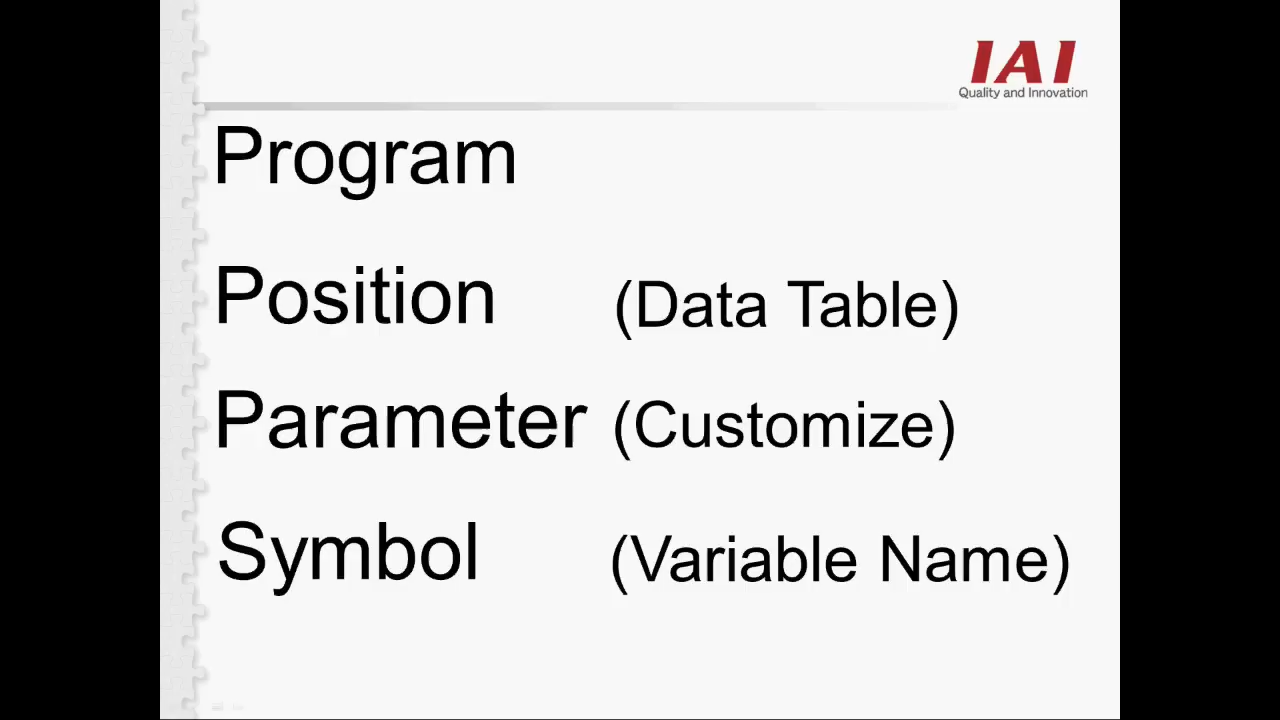 IAI
Quality and Innovation
Program
Position (Data Table)
Parameter (Customize)
Symbol (Variable Name)